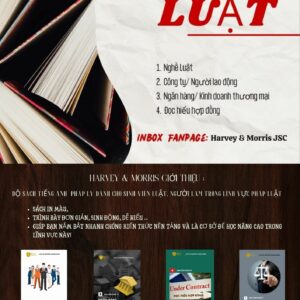 LUẬT
1. Nghề Luật
2. Công ty/ Người lao động
3. Ngân hàng/ Kinh doanh thương mại
4. Đọc hiểu hợp đồng
INBOX FANPAGE: Harvey & Morris JSC
HARVEY & MORRIS GIỚI THIỆU :
BỘ SÁCH TIẾNG ANH PHÁP LÝ DÀNH CHO SINH VIÊN LUẬT, NGƯỜI LÀM TRONG LĨNH VỰC PHÁP LUẬT
SÁCH IN MÀU,
TRÌNH BÀY ĐƠN GIẢN, SINH ĐỘNG, DỄ HIỂU ...
GIÚP BẠN NẮM BẮT NHANH CHÓNG KIẾN THỨC NỀN TẢNG VÀ LÀ CƠ SỞ ĐỂ HỌC NÂNG CAO TRONG
LĨNH VỰC NÀY!
Under Contract